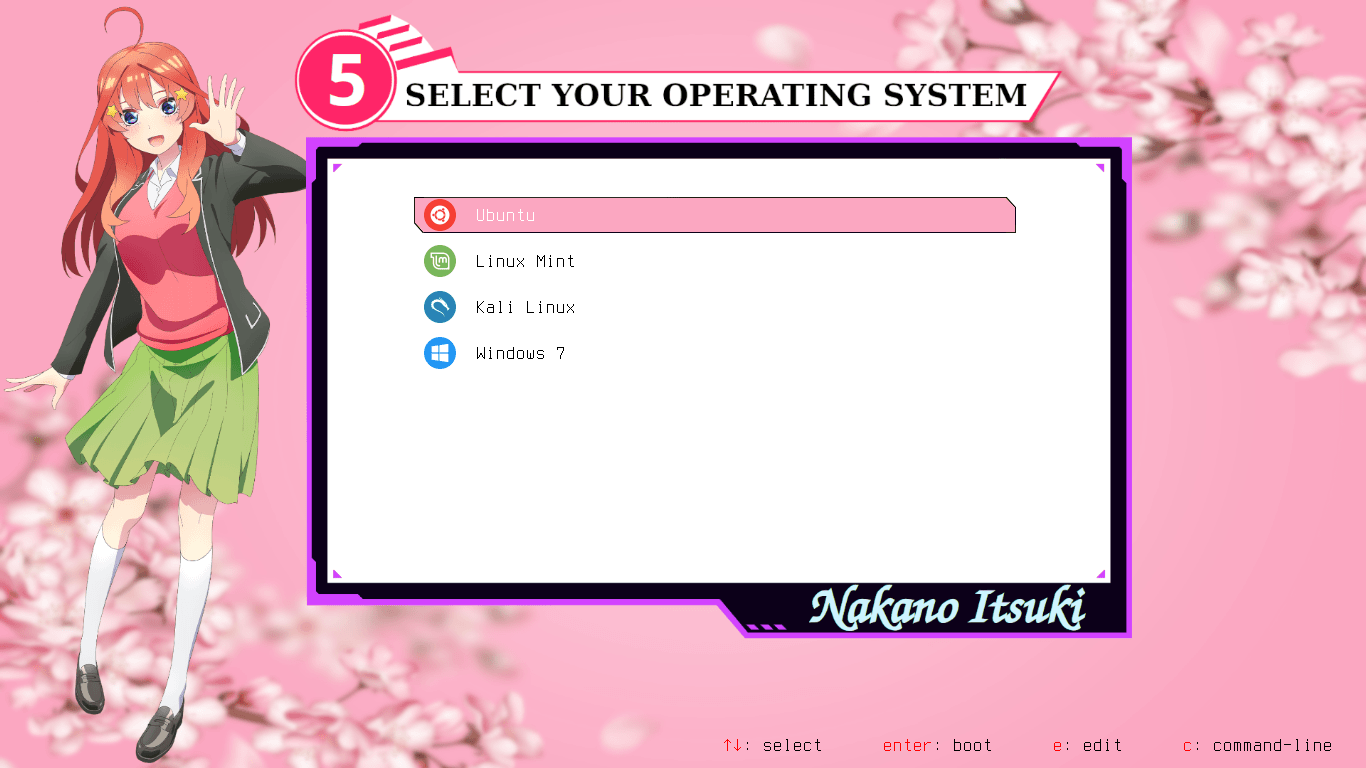 5
SELECT YOUR OPERATING SYSTEM
Ubuntu
Linux Mint
Kali Linux
Windows 7
Nakano Itsuki
↑↓: select enter: boot e: edit c: command-line